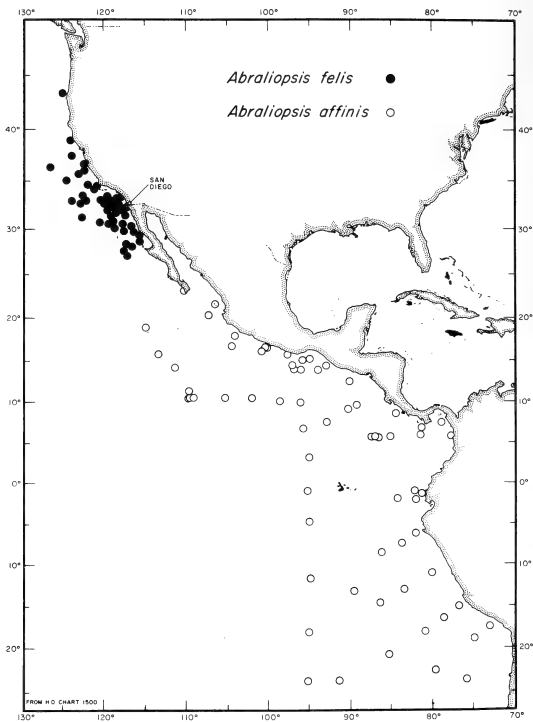 130° 120° 110° 100° 90° 80° 70°
Abraliopsis felis
Abraliopsis affinis
40° 40°
SAN
DIEGO
30° 30°
20° 20°
10° 10°
0° 0°
10° 10°
20° 20°
FROM H O CHART 1500
130° 120° 110° 100° 90° 80° 70°